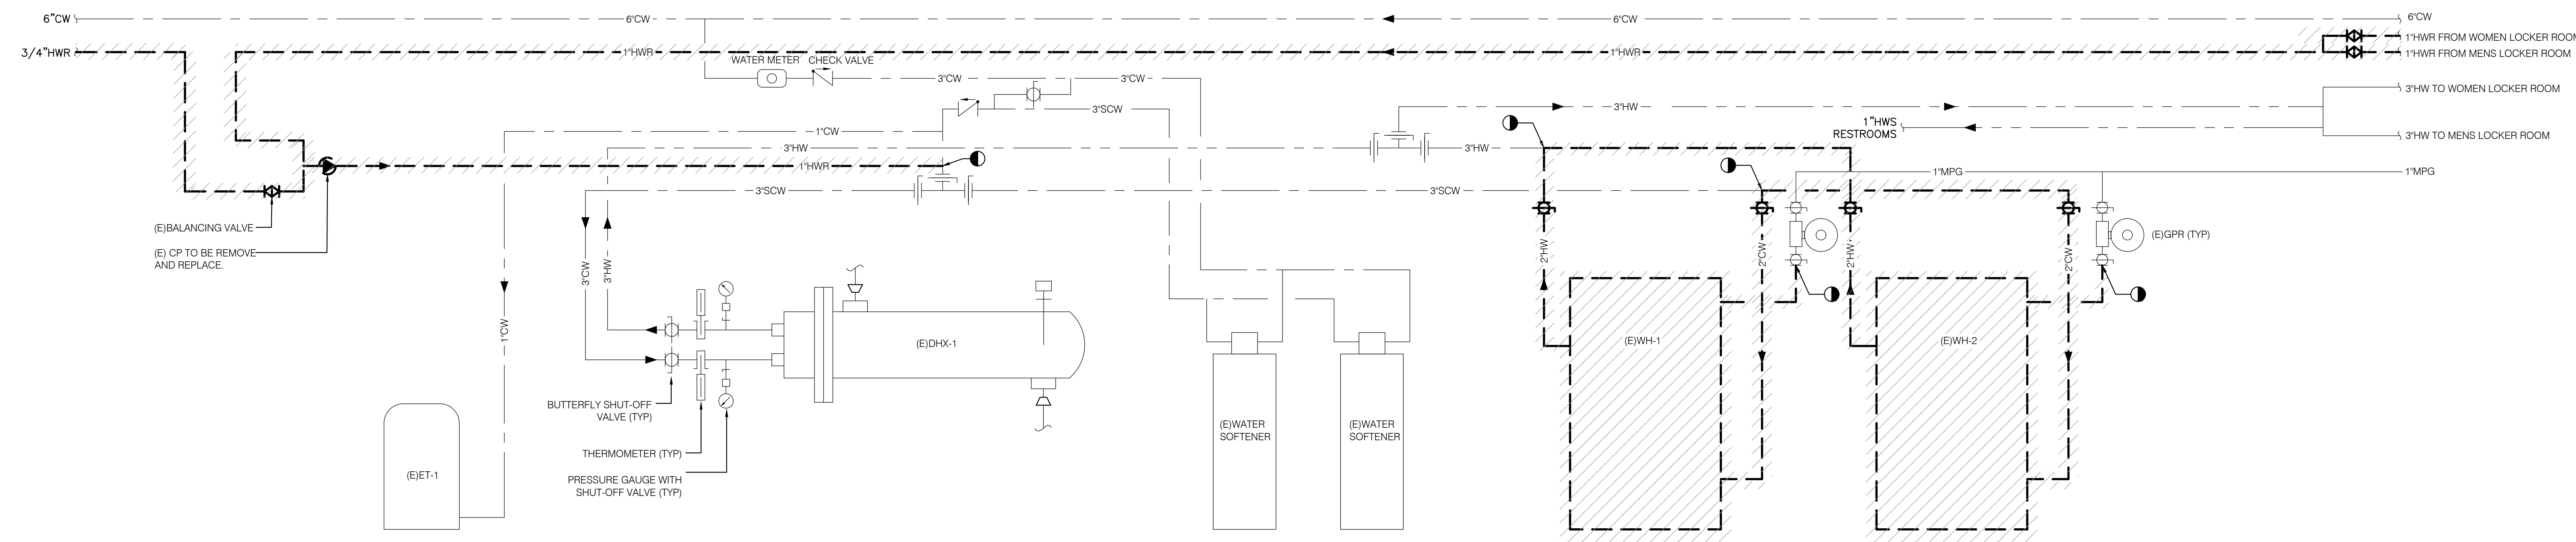 6"CW
6"CW
6"CW
6"CW
3/4"HWR
1"HWR
1"HWR
1"HWR FROM WOMEN LOCKER ROOM
1"HWR FROM MENS LOCKER ROOM
WATER METER
CHECK VALVE
3"CW
3"CW
3"HW TO WOMEN LOCKER ROOM
3"SCW
3"HW
1"HWS
RESTROOMS
1"CW
3"HW TO MENS LOCKER ROOM
3"HW
3"HW
1"HWR
1"MPG
1"MPG
3"SCW
3"SCW
(E)BALANCING VALVE
(E)GPR (TYP)
(E) CP TO BE REMOVE
AND REPLACE.
3"CW
3"HW
2"HW
2"CW
2"HW
2"CW
1"CW
(E)DHX-1
(E)WH-1
(E)WH-2
BUTTERFLY SHUT-OFF
VALVE (TYP)
(E)WATER
SOFTENER
(E)WATER
SOFTENER
THERMOMETER (TYP)
(E)ET-1
PRESSURE GAUGE WITH
SHUT-OFF VALVE (TYP)